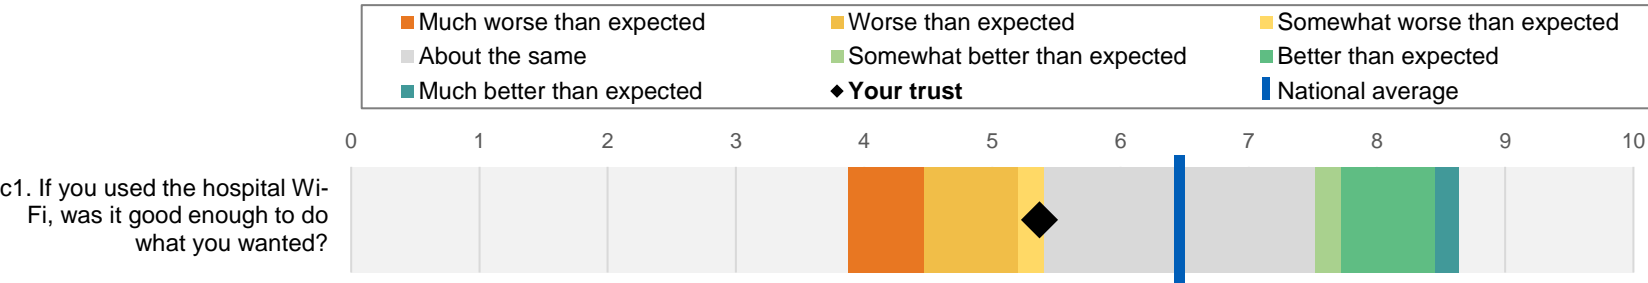 Much worse than expected Worse than expected Somewhat worse than expected
About the same Somewhat better than expected Better than expected
Much better than expected Your trust National average
0 1 2 3 4 5 6 7 8 9 10
c1. If you used the hospital Wi-
Fi, was it good enough to do
what you wanted?